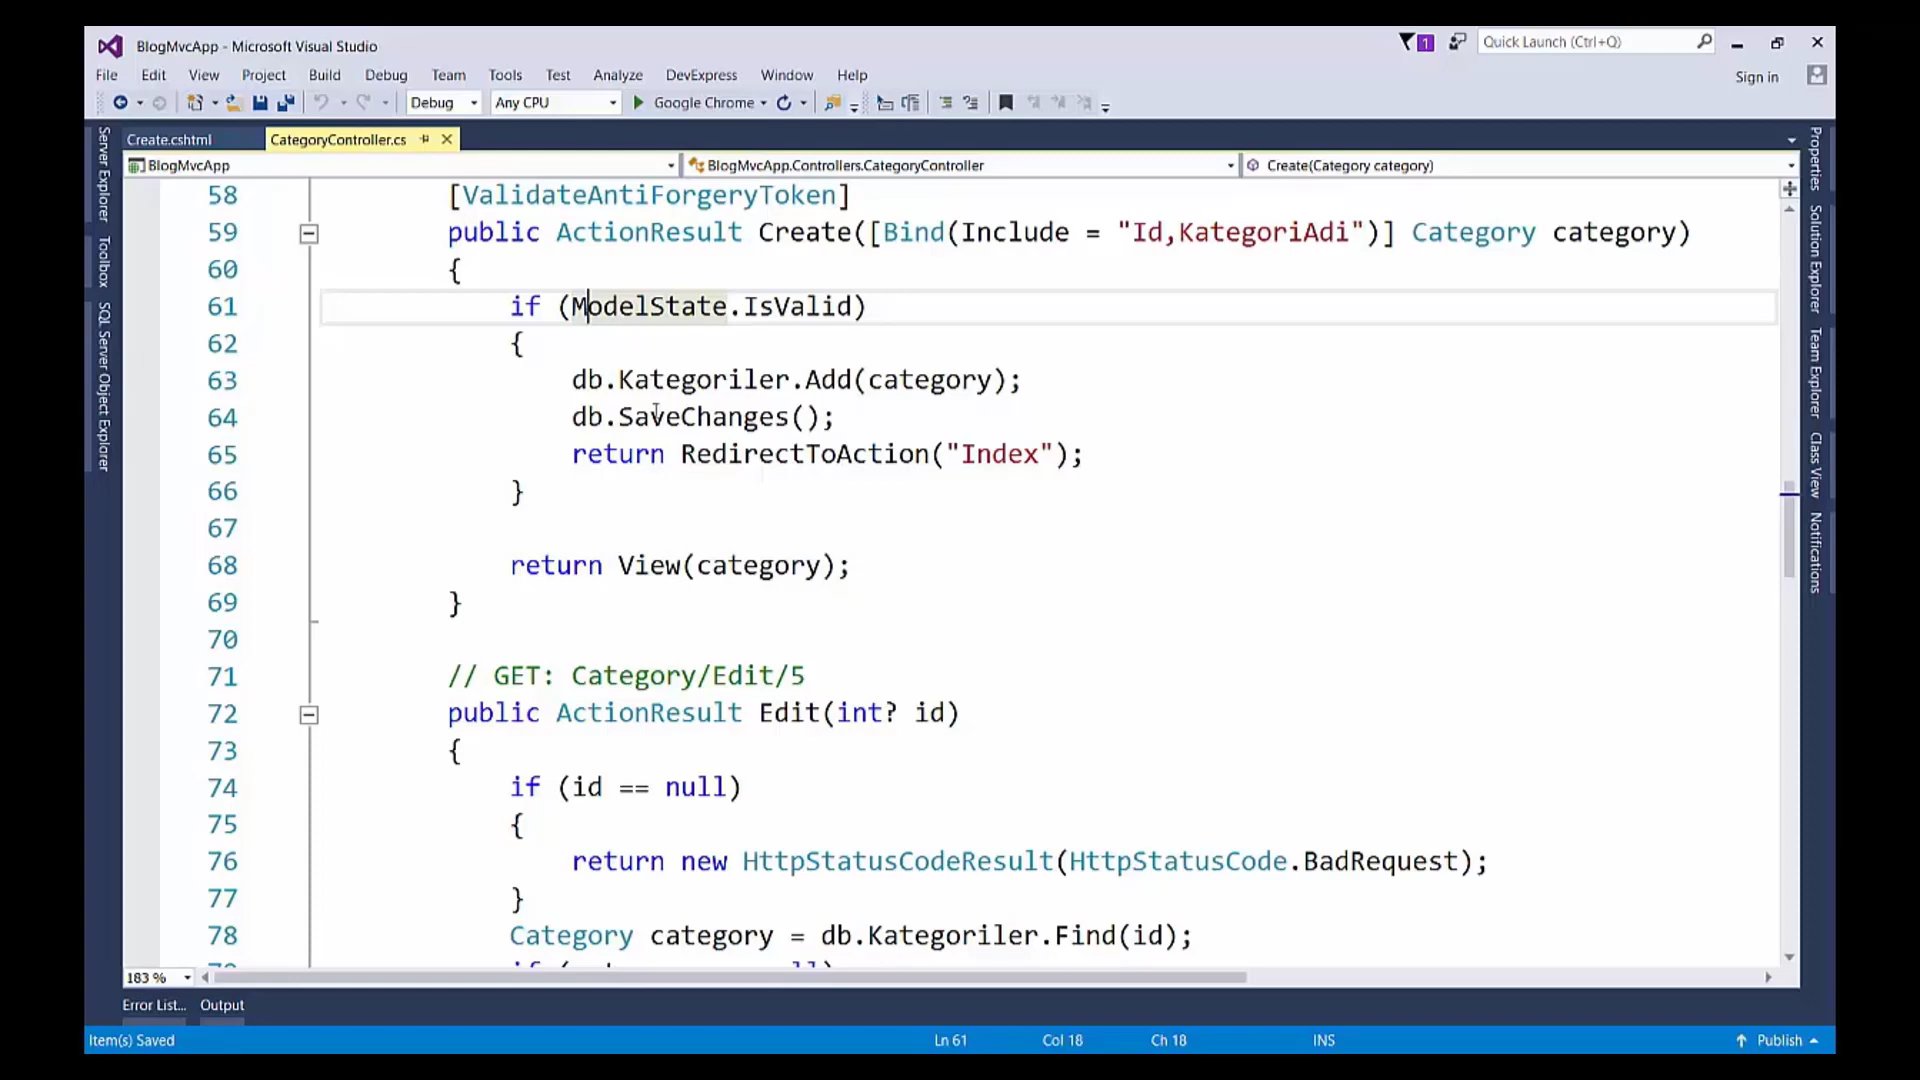 BlogMvcApp - Microsoft Visual Studio
1
Quick Launch (Ctrl+Q)
File Edit View Project Build Debug Team Tools Test Analyze DevExpress Window Help
Sign in
Debug Any CPU Google Chrome
Create.cshtml CategoryController.cs
BlogMvcApp BlogMvcApp.Controllers.CategoryController Create(Category category)
58 [ValidateAntiForgeryToken]
59 public ActionResult Create([Bind(Include = "Id,KategoriAdi")] Category category)
60 {
61 if (ModelState.IsValid)
62 {
63 db.Kategoriler.Add(category);
64 db.SaveChanges();
65 return RedirectToAction("Index");
66 }
67
68 return View(category);
69 }
70
71 // GET: Category/Edit/5
72 public ActionResult Edit(int? id)
73 {
74 if (id == null)
75 {
76 return new HttpStatusCodeResult(HttpStatusCode.BadRequest);
77 }
78 Category category = db.Kategoriler.Find(id);
183 %
Error List... Output
Item(s) Saved Ln 61 Col 18 Ch 18 INS Publish
Server Explorer
Toolbox
SQL Server Object Explorer
Properties
Solution Explorer
Team Explorer
Class View
Notifications